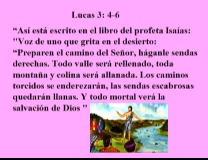 Lucas 3: 4-6
“Así está escrito en el libro del profeta Isaías:
"Voz de uno que grita en el desierto:
“Preparen el camino del Señor, háganle sendas
derechas. Todo valle será rellenado, toda
montaña y colina será allanada. Los caminos
torcidos se enderezarán, las sendas escabrosas
quedarán llanas. Y todo mortal verá la
salvación de Dios ”